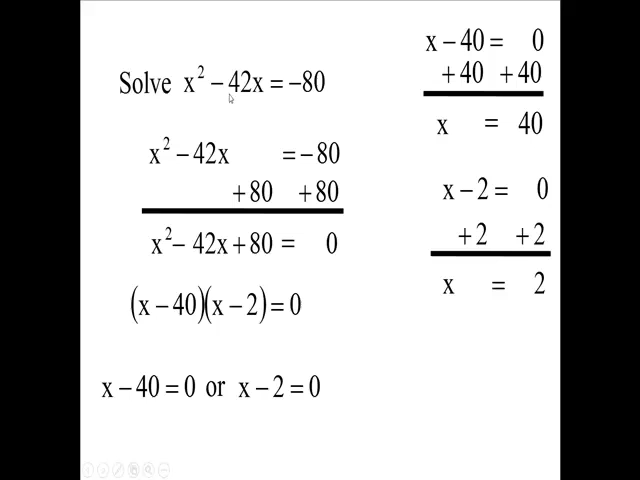 Solve x² − 42x = −80
x² − 42x = −80
+80 +80
x² − 42x + 80 = 0
(x − 40)(x − 2) = 0
x − 40 = 0 or x − 2 = 0
x − 40 = 0
+40 +40
x = 40
x − 2 = 0
+2 +2
x = 2